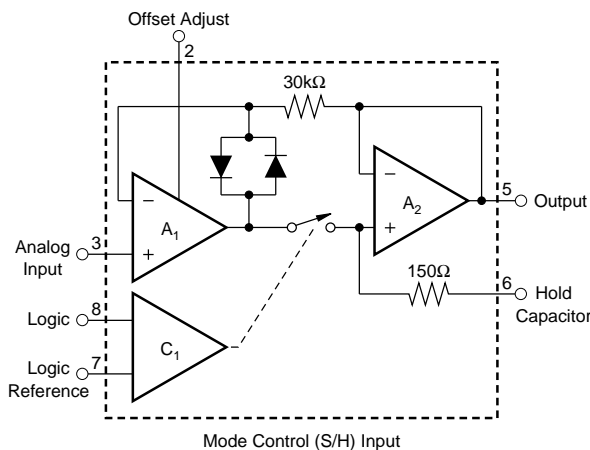 Offset Adjust
2
30kΩ
−
−
A2
5
Output
A1
+
+
3
Analog
Input
150Ω
6
Hold
Capacitor
8
Logic
C1
7
Logic
Reference
Mode Control (S/H) Input